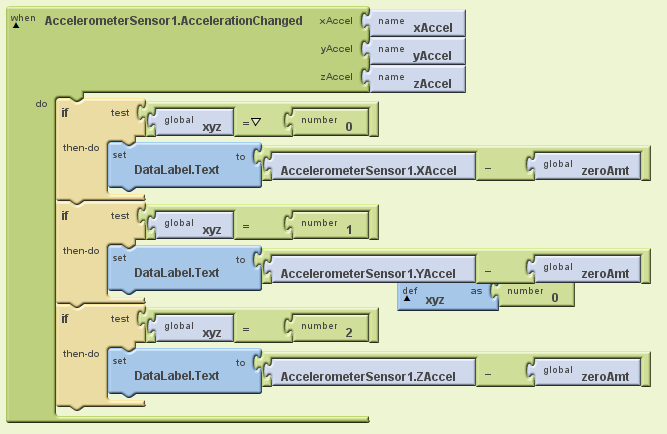 when AccelerometerSensor1.AccelerationChanged xAccel name xAccel
yAccel name yAccel
zAccel name zAccel
do
if test global xyz = number 0
then-do set DataLabel.Text to AccelerometerSensor1.XAccel - global zeroAmt
if test global xyz = number 1
then-do set DataLabel.Text to AccelerometerSensor1.YAccel - global zeroAmt
def xyz as number 0
if test global xyz = number 2
then-do set DataLabel.Text to AccelerometerSensor1.ZAccel - global zeroAmt